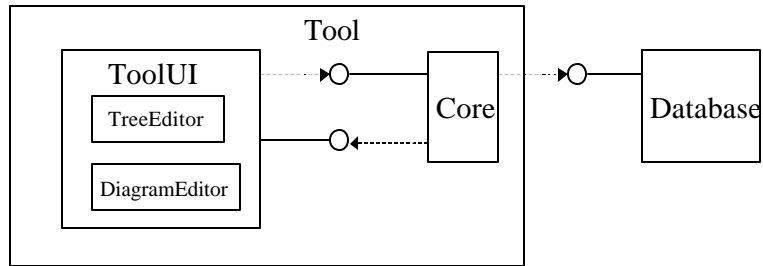 Tool
ToolUI
TreeEditor
Core
Database
DiagramEditor